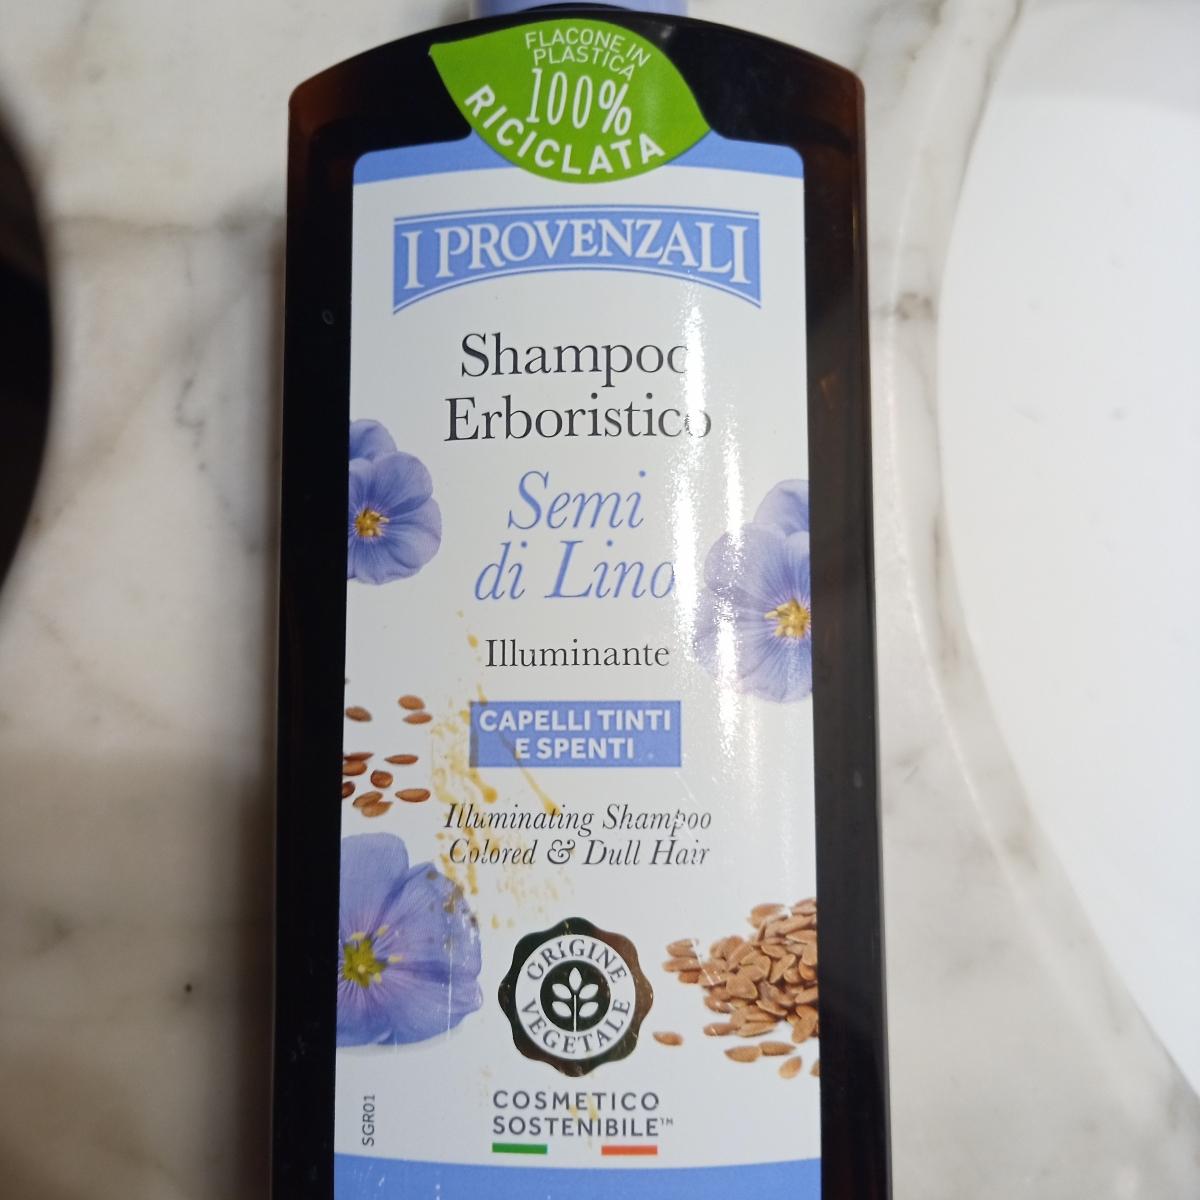 FLACONE IN
PLASTICA
100%
RICICLATA
I PROVENZALI
Shampoo
Erboristico
Semi
di Lino
Illuminante
CAPELLI TINTI
E SPENTI
Illuminating Shampoo
Colored & Dull Hair
ORIGINE
VEGETALE
COSMETICO
SOSTENIBILE™
SGR01